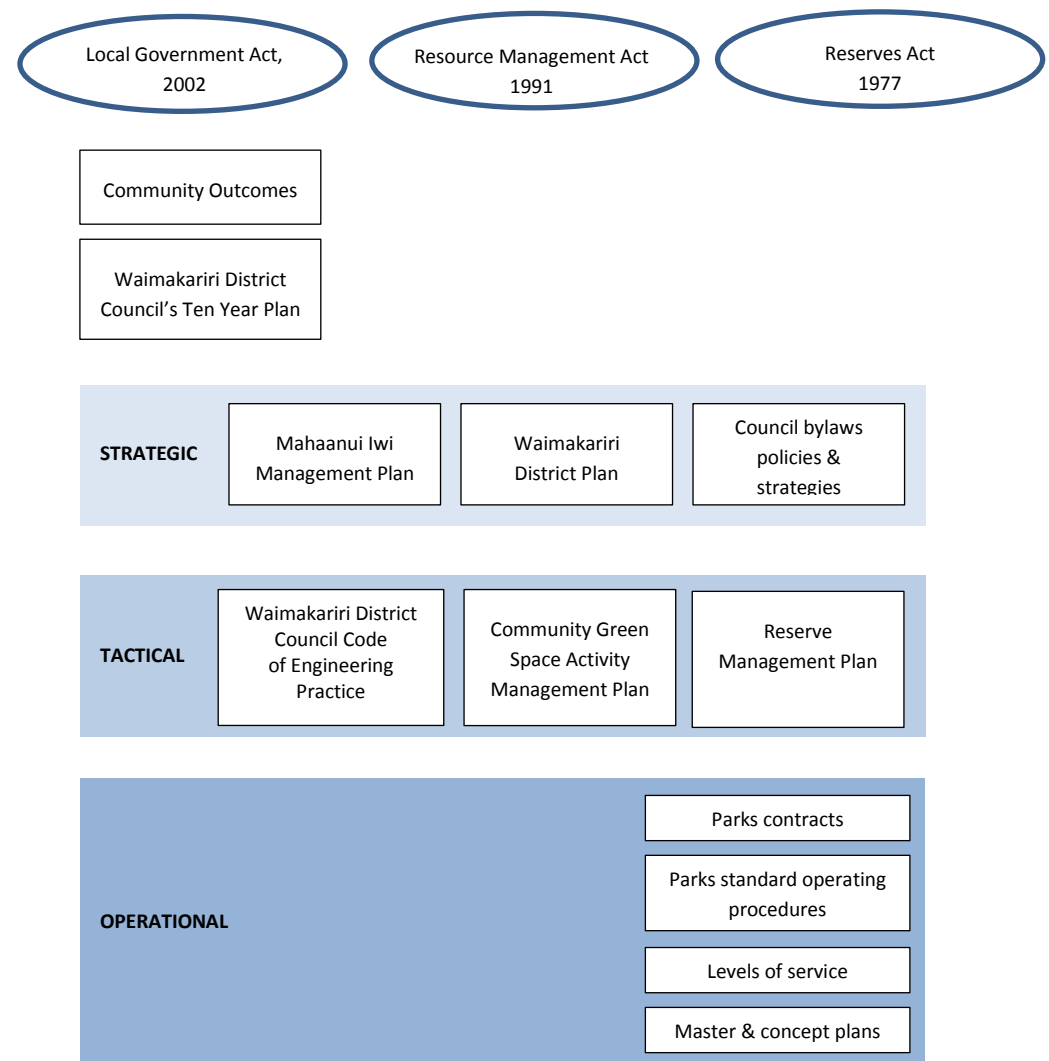 Local Government Act,
2002
Resource Management Act
1991
Reserves Act
1977
Community Outcomes
Waimakariri District
Council’s Ten Year Plan
STRATEGIC
Mahaanui Iwi
Management Plan
Waimakariri
District Plan
Council bylaws
policies &
strategies
TACTICAL
Waimakariri District
Council Code
of Engineering
Practice
Community Green
Space Activity
Management Plan
Reserve
Management Plan
OPERATIONAL
Parks contracts
Parks standard operating
procedures
Levels of service
Master & concept plans